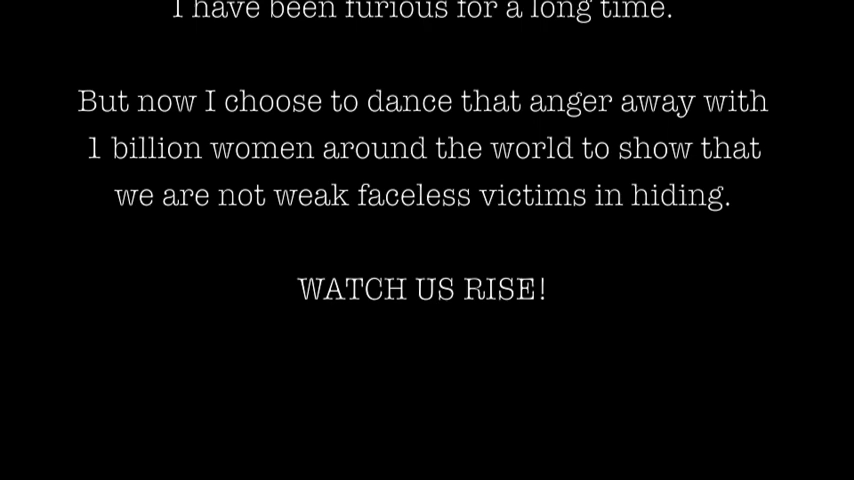 I have been furious for a long time.
But now I choose to dance that anger away with
1 billion women around the world to show that
we are not weak faceless victims in hiding.
WATCH US RISE!